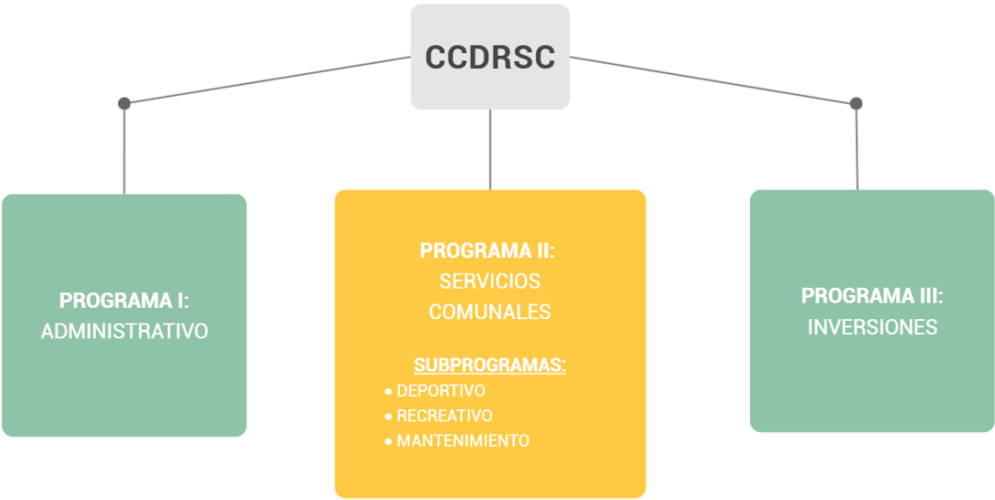 CCDRSC
PROGRAMA I:
ADMINISTRATIVO
PROGRAMA II:
SERVICIOS
COMUNALES
SUBPROGRAMAS:
● DEPORTIVO
● RECREATIVO
● MANTENIMIENTO
PROGRAMA III:
INVERSIONES